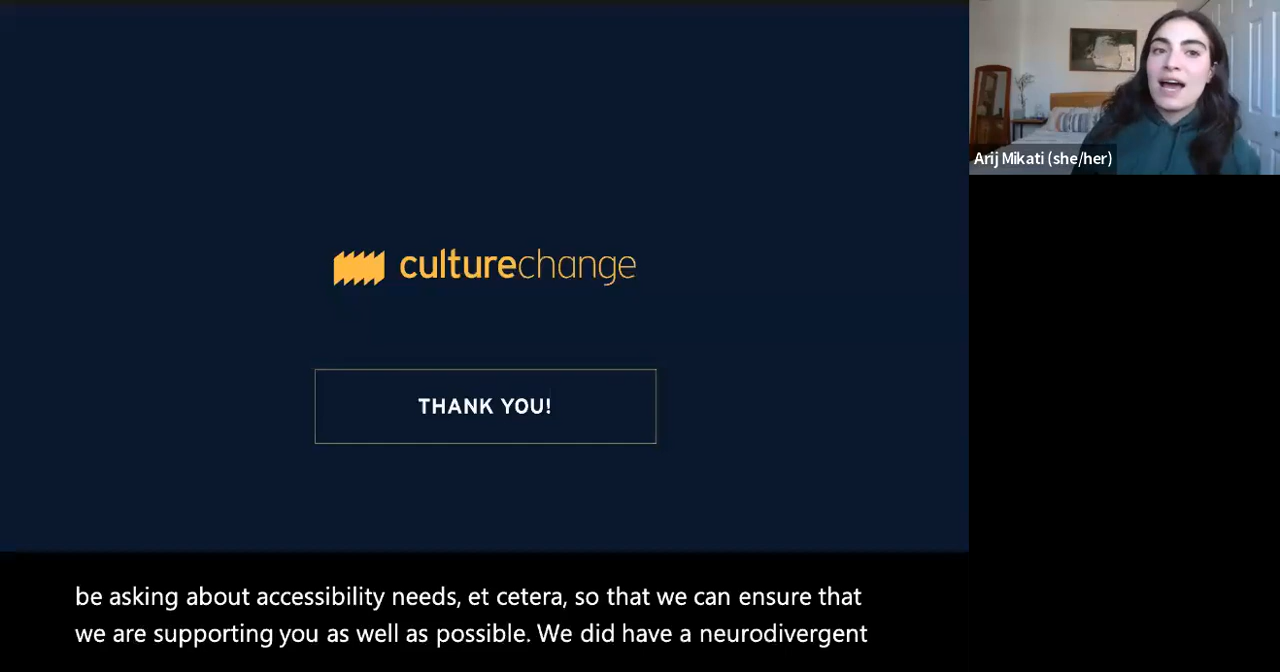 culturechange
THANK YOU!
Arij Mikati (she/her)
be asking about accessibility needs, et cetera, so that we can ensure that
we are supporting you as well as possible. We did have a neurodivergent